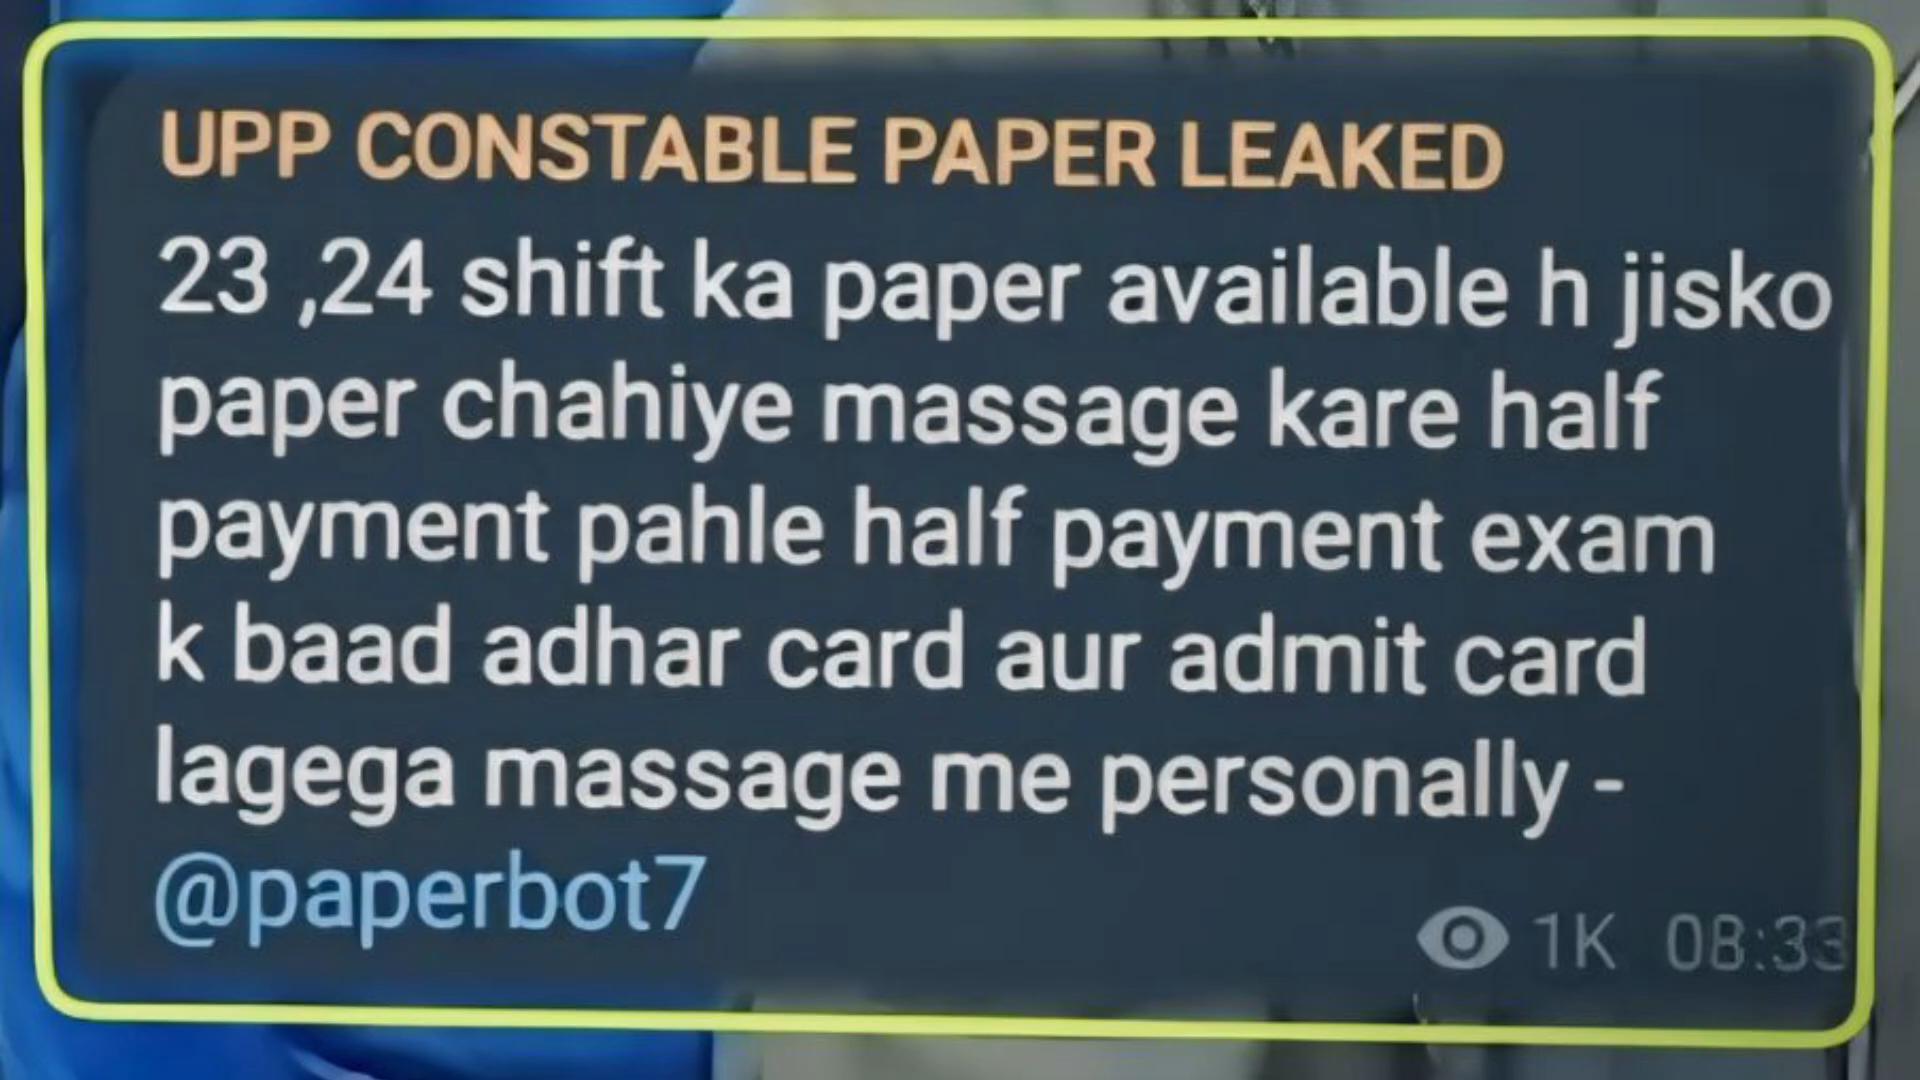 UPP CONSTABLE PAPER LEAKED
23 ,24 shift ka paper available h jisko
paper chahiye massage kare half
payment pahle half payment exam
k baad adhar card aur admit card
lagega massage me personally -
@paperbot7
1K 08:33